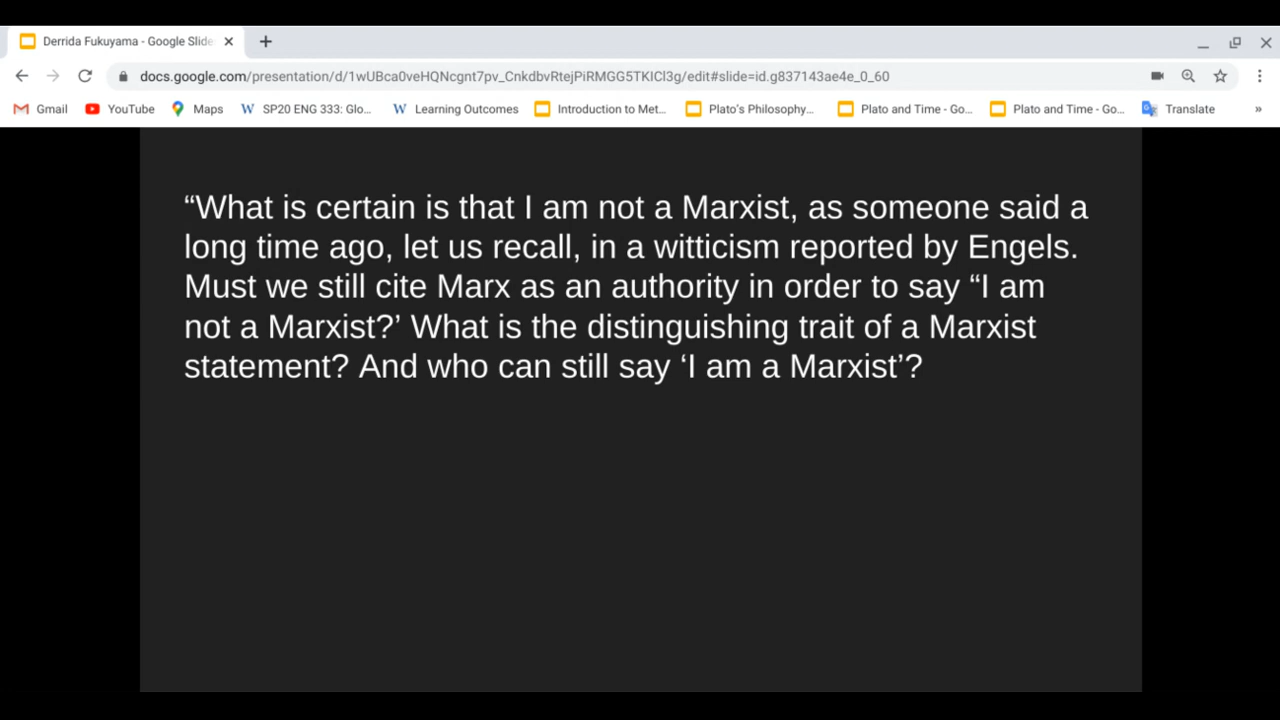 Derrida Fukuyama - Google Slide
docs.google.com/presentation/d/1wUBca0veHQNcgnt7pv_CnkdbvRtejPiRMGG5TKICl3g/edit#slide=id.g837143ae4e_0_60
Gmail YouTube Maps SP20 ENG 333: Glo... Learning Outcomes Introduction to Met... Plato's Philosophy... Plato and Time - Go... Plato and Time - Go... Translate »
“What is certain is that I am not a Marxist, as someone said a
long time ago, let us recall, in a witticism reported by Engels.
Must we still cite Marx as an authority in order to say “I am
not a Marxist?’ What is the distinguishing trait of a Marxist
statement? And who can still say ‘I am a Marxist’?